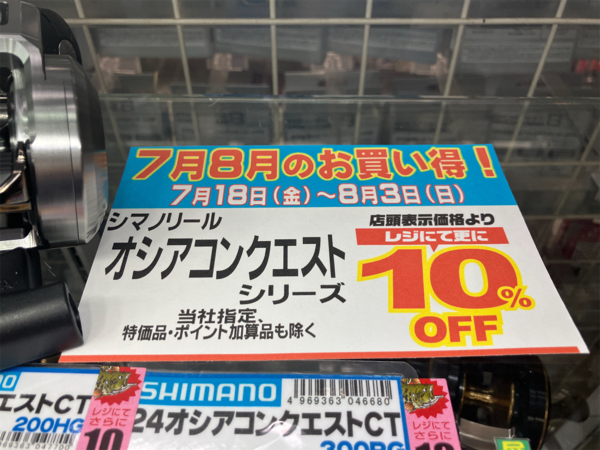 7月8月のお買い得！
7月18日(金)～8月3日(日)
シマノリール
オシアコンクエスト
シリーズ
当社指定、
特価品・ポイント加算品も除く
店頭表示価格より
レジにて更に
10%
OFF
エストCT
200HG
レジにて
さらに
10
SHIMANO
4 969363 046680
24オシアコンクエストCT
300PG
レジにて
さらに
10